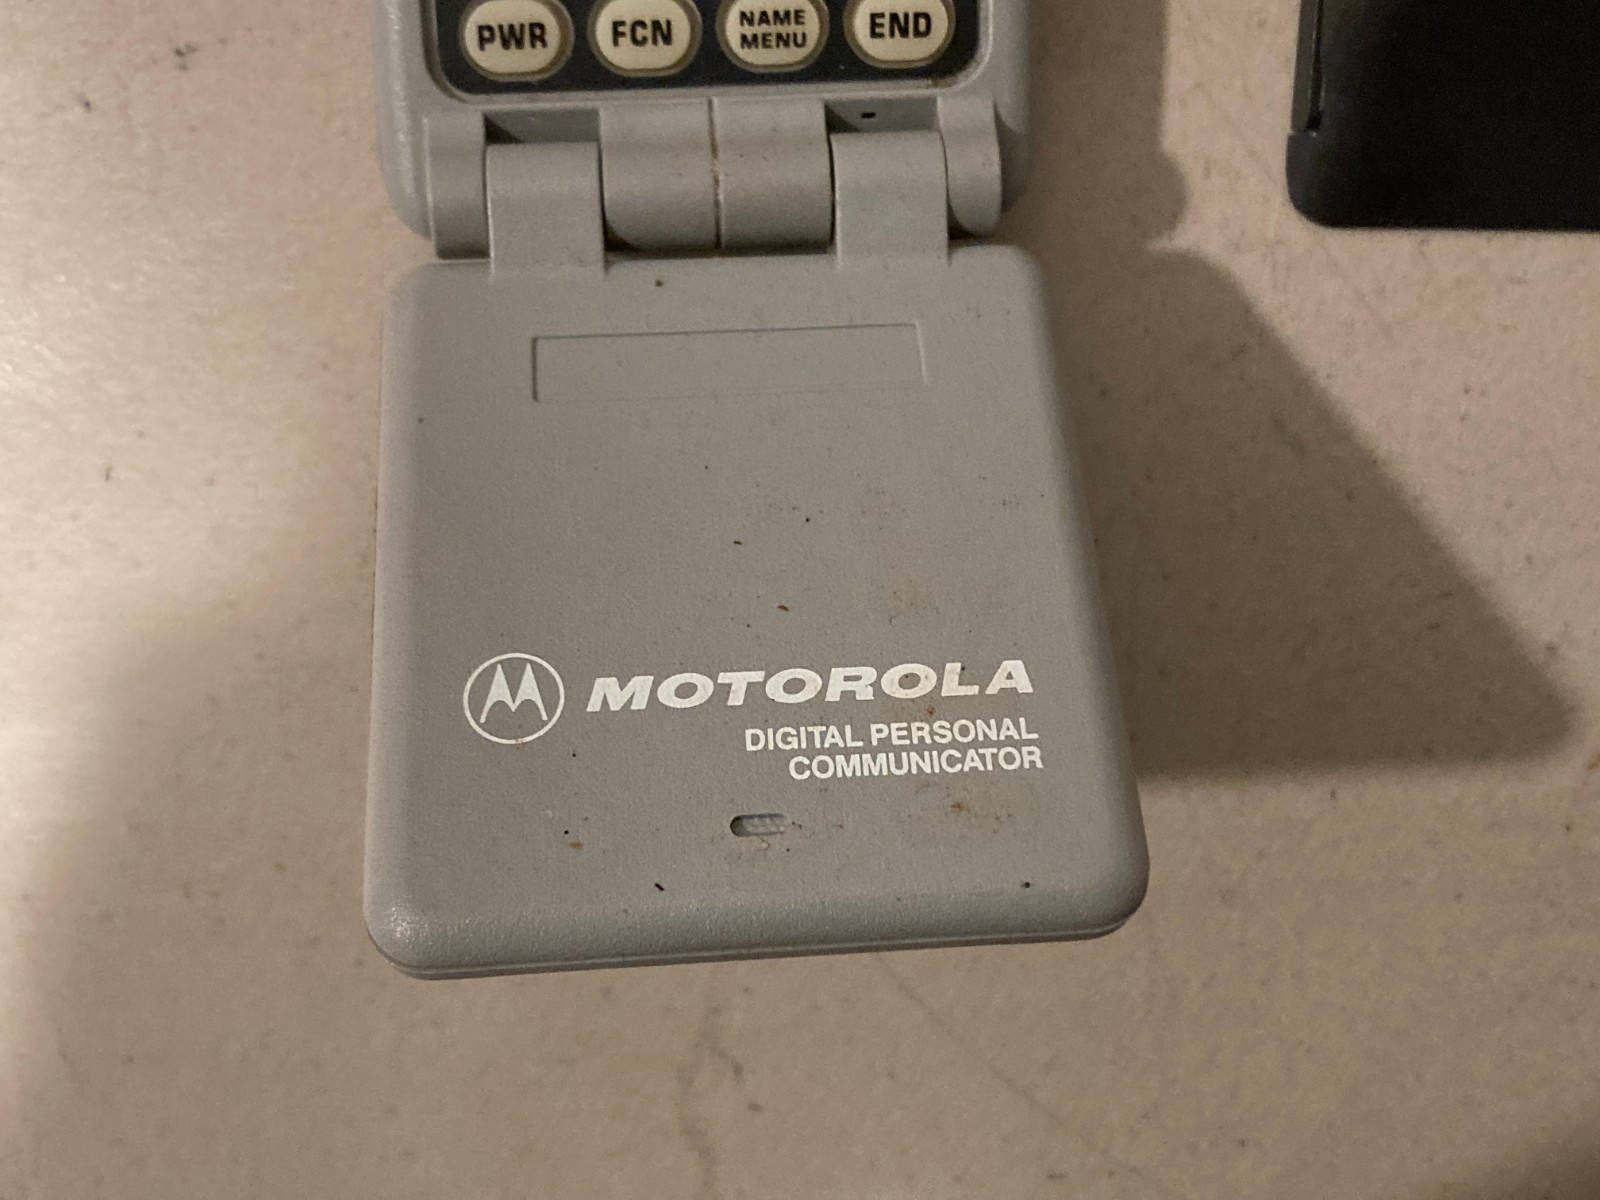 PWR
FCN
NAME
MENU
END
MOTOROLA
DIGITAL PERSONAL
COMMUNICATOR